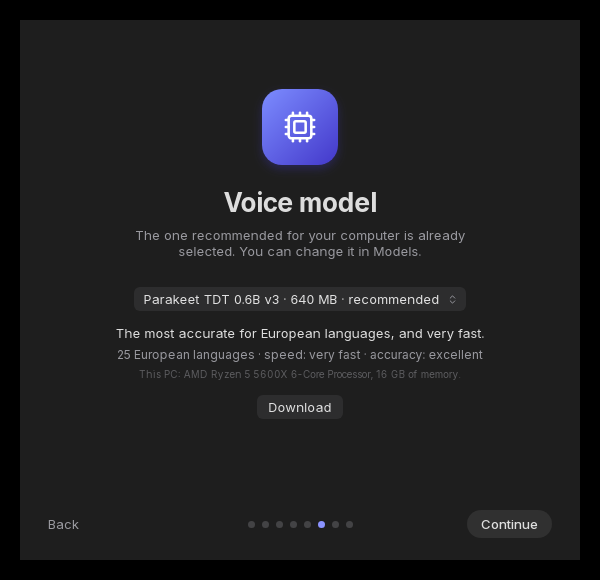 Voice model
The one recommended for your computer is already
selected. You can change it in Models.
Parakeet TDT 0.6B v3 · 640 MB · recommended
The most accurate for European languages, and very fast.
25 European languages · speed: very fast · accuracy: excellent
This PC: AMD Ryzen 5 5600X 6-Core Processor, 16 GB of memory.
Download
Back
Continue